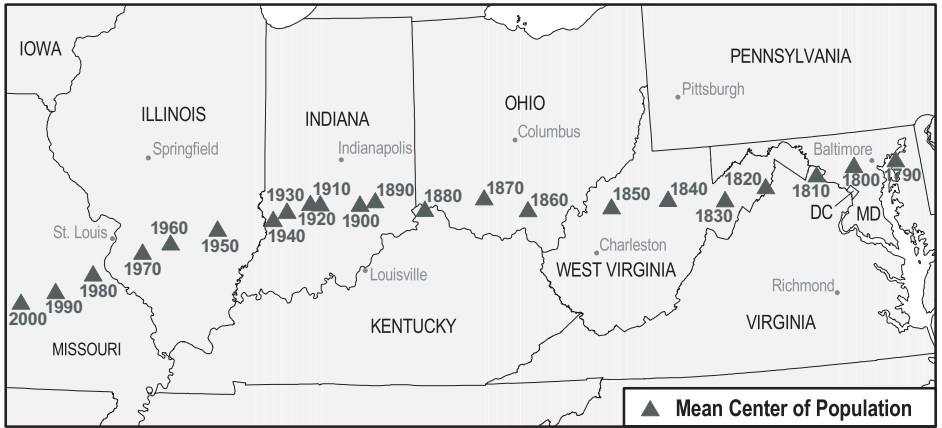 IOWA
PENNSYLVANIA
Pittsburgh
OHIO
ILLINOIS
INDIANA
Columbus
Springfield
Indianapolis
Baltimore
1790
1800
1810
1820
1830
1840
1850
1860
1870
1880
1890
1900
1910
1920
1930
1940
DC
MD
1950
1960
1970
St. Louis
Charleston
WEST VIRGINIA
Louisville
Richmond
1980
1990
2000
MISSOURI
KENTUCKY
VIRGINIA
Mean Center of Population